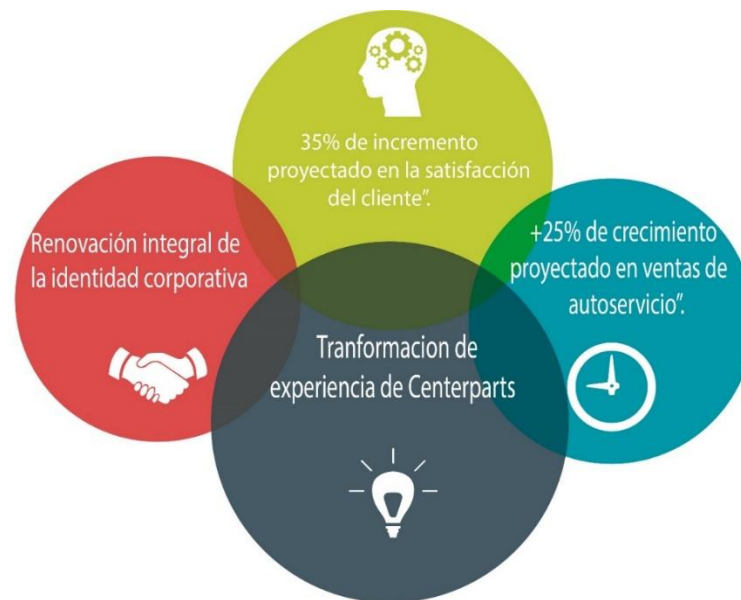 35% de incremento
proyectado en la satisfacción
del cliente”.
Renovación integral de
la identidad corporativa
+25% de crecimiento
proyectado en ventas de
autoservicio”.
Tranformacion de
experiencia de Centerparts